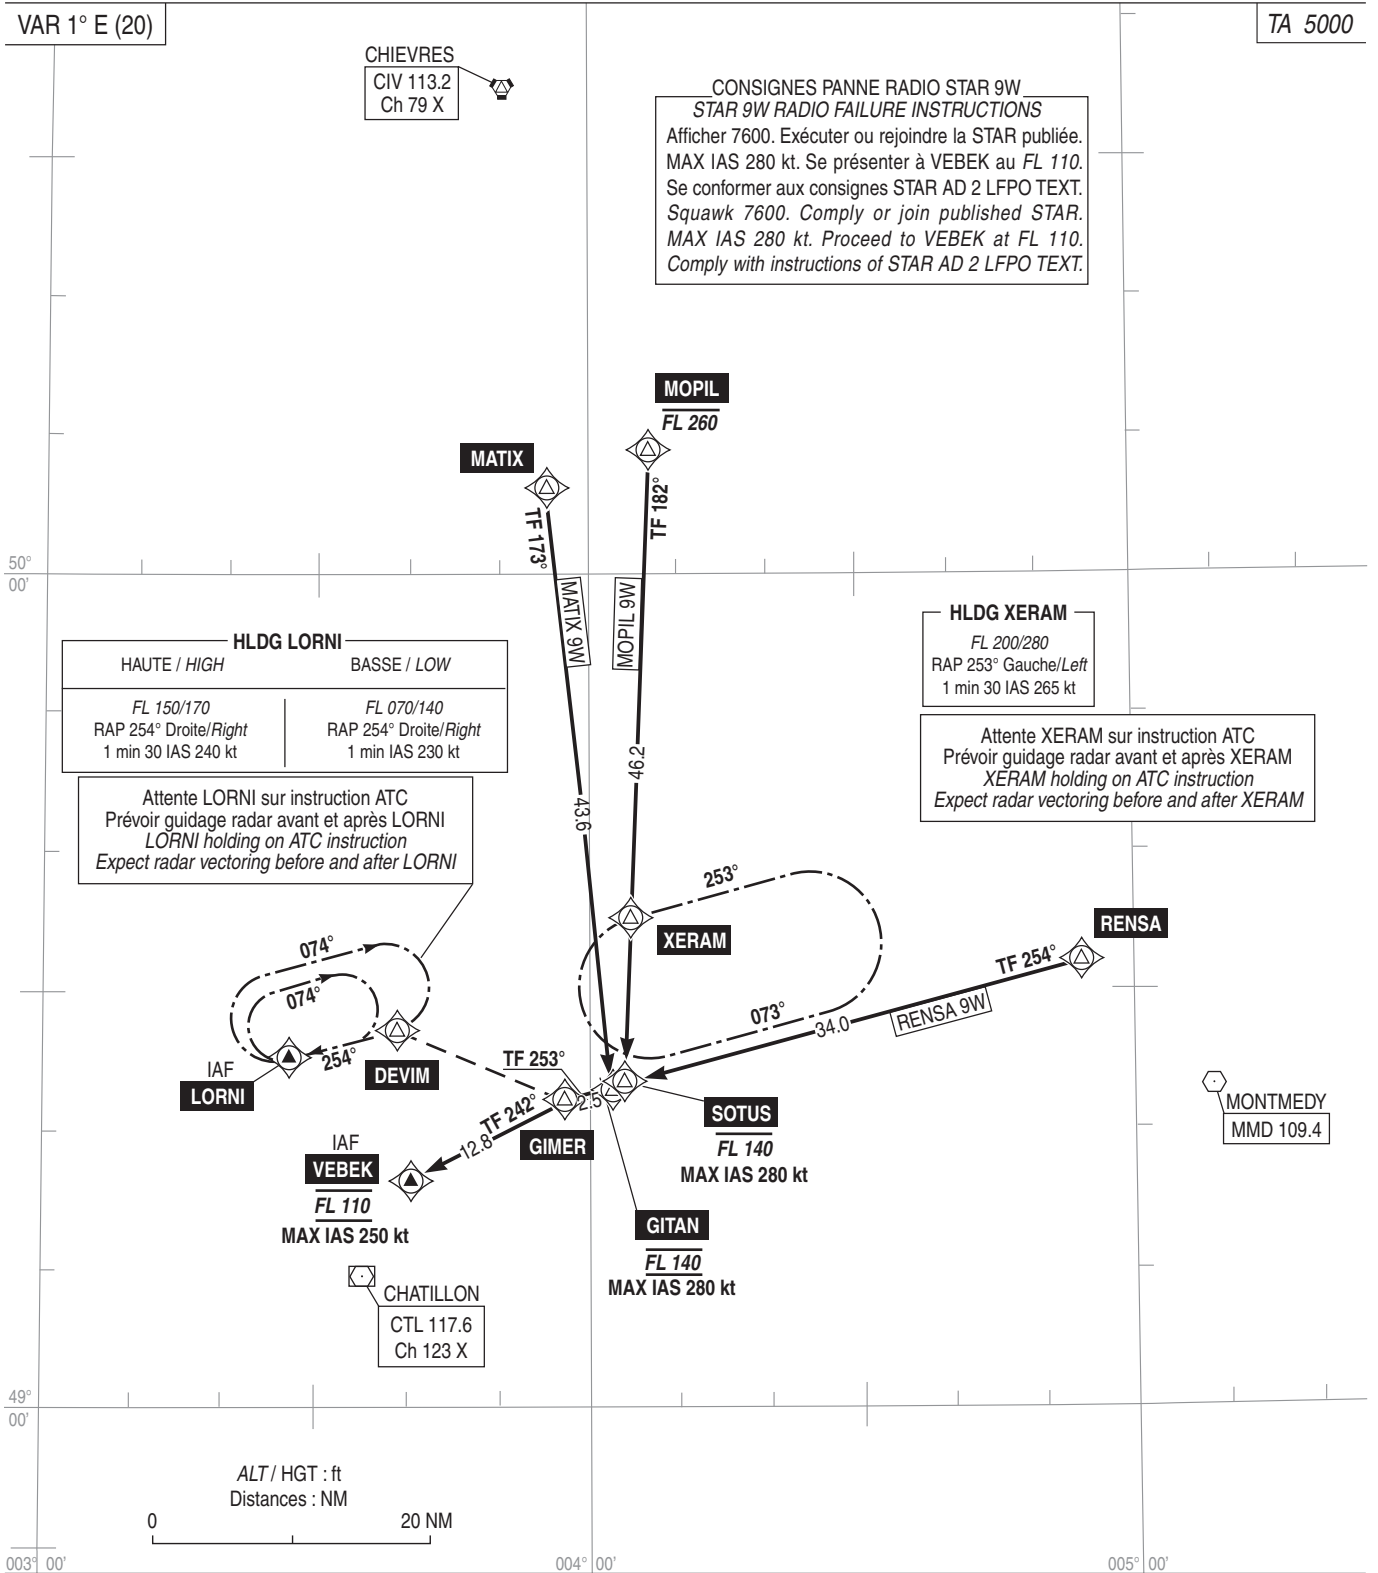 VAR 1° E (20)
TA 5000
CHIEVRES
CIV 113.2
Ch 79 X
CONSIGNES PANNE RADIO STAR 9W
STAR 9W RADIO FAILURE INSTRUCTIONS
Afficher 7600. Exécuter ou rejoindre la STAR publiée.
MAX IAS 280 kt. Se présenter à VEBEK au FL 110.
Se conformer aux consignes STAR AD 2 LFPO TEXT.
Squawk 7600. Comply or join published STAR.
MAX IAS 280 kt. Proceed to VEBEK at FL 110.
Comply with instructions of STAR AD 2 LFPO TEXT.
MOPIL
FL 260
MATIX
TF 173°
TF 182°
50°
00'
MATIX 9W
MOPIL 9W
HLDG LORNI
HAUTE / HIGH
BASSE / LOW
FL 150/170
RAP 254° Droite/Right
1 min 30 IAS 240 kt
FL 070/140
RAP 254° Droite/Right
1 min IAS 230 kt
Attente LORNI sur instruction ATC
Prévoir guidage radar avant et après LORNI
LORNI holding on ATC instruction
Expect radar vectoring before and after LORNI
HLDG XERAM
FL 200/280
RAP 253° Gauche/Left
1 min 30 IAS 265 kt
Attente XERAM sur instruction ATC
Prévoir guidage radar avant et après XERAM
XERAM holding on ATC instruction
Expect radar vectoring before and after XERAM
46.2
43.6
253°
XERAM
RENSA
TF 254°
RENSA 9W
34.0
073°
074°
074°
254°
DEVIM
IAF
LORNI
TF 253°
2.5
TF 242°
12.8
GIMER
SOTUS
FL 140
MAX IAS 280 kt
IAF
VEBEK
FL 110
MAX IAS 250 kt
GITAN
FL 140
MAX IAS 280 kt
MONTMEDY
MMD 109.4
CHATILLON
CTL 117.6
Ch 123 X
49°
00'
ALT / HGT : ft
Distances : NM
0
20 NM
003° 00'
004° 00'
005° 00'